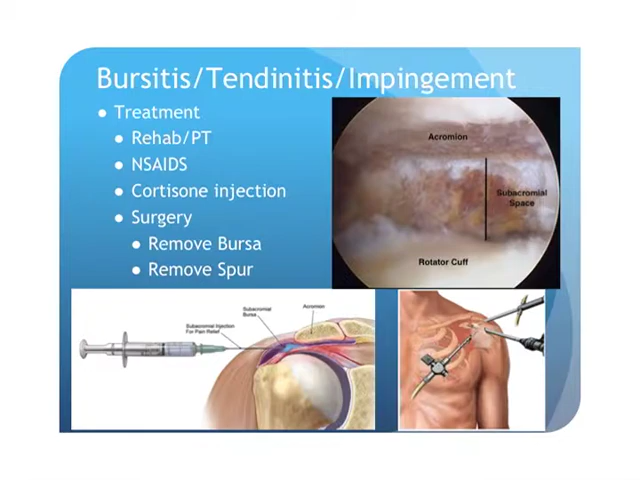 Bursitis/Tendinitis/Impingement
● Treatment
● Rehab/PT
● NSAIDS
● Cortisone injection
● Surgery
● Remove Bursa
● Remove Spur
Acromion
Subacromial
Space
Rotator Cuff
Subacromial Injection
For Pain Relief
Subacromial
Bursa
Acromion